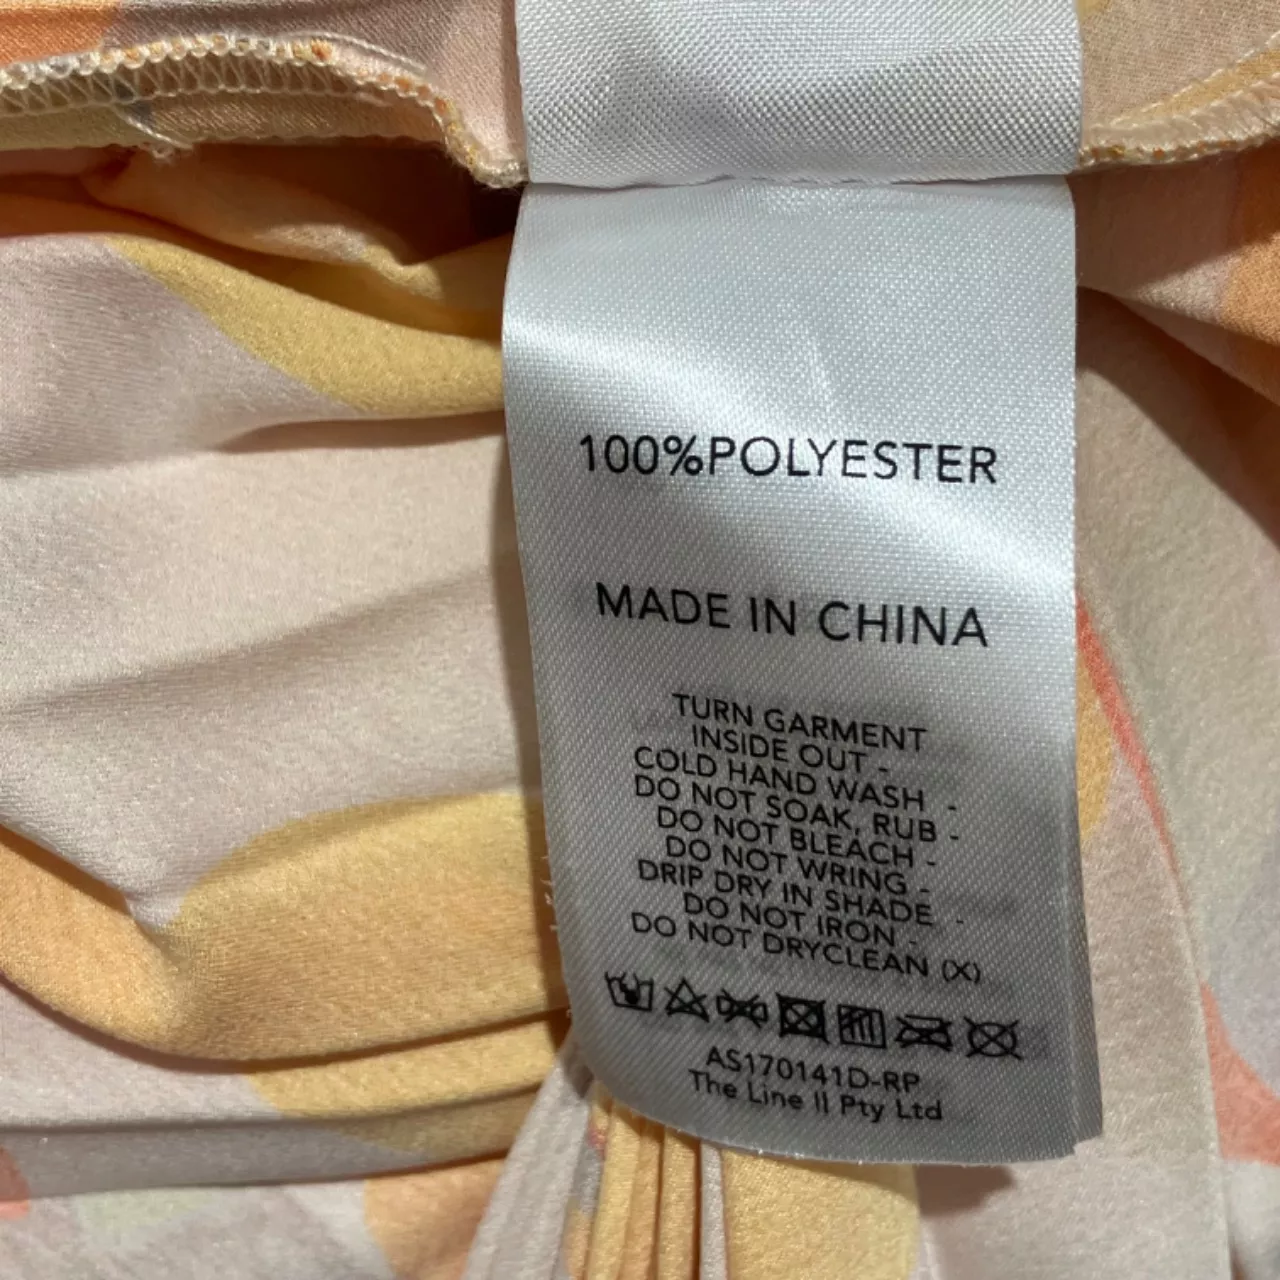 100%POLYESTER
MADE IN CHINA
TURN GARMENT
INSIDE OUT -
COLD HAND WASH -
DO NOT SOAK, RUB -
DO NOT BLEACH -
DO NOT WRING -
DRIP DRY IN SHADE -
DO NOT IRON -
DO NOT DRYCLEAN (X)
AS170141D-RP
The Line II Pty Ltd